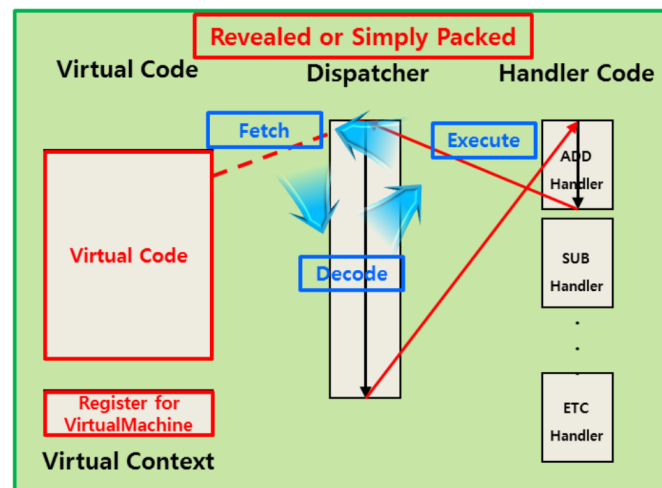 Revealed or Simply Packed
Virtual Code
Dispatcher
Handler Code
Fetch
Execute
ADD
Handler
Virtual Code
Decode
SUB
Handler
Register for
VirtualMachine
ETC
Handler
Virtual Context